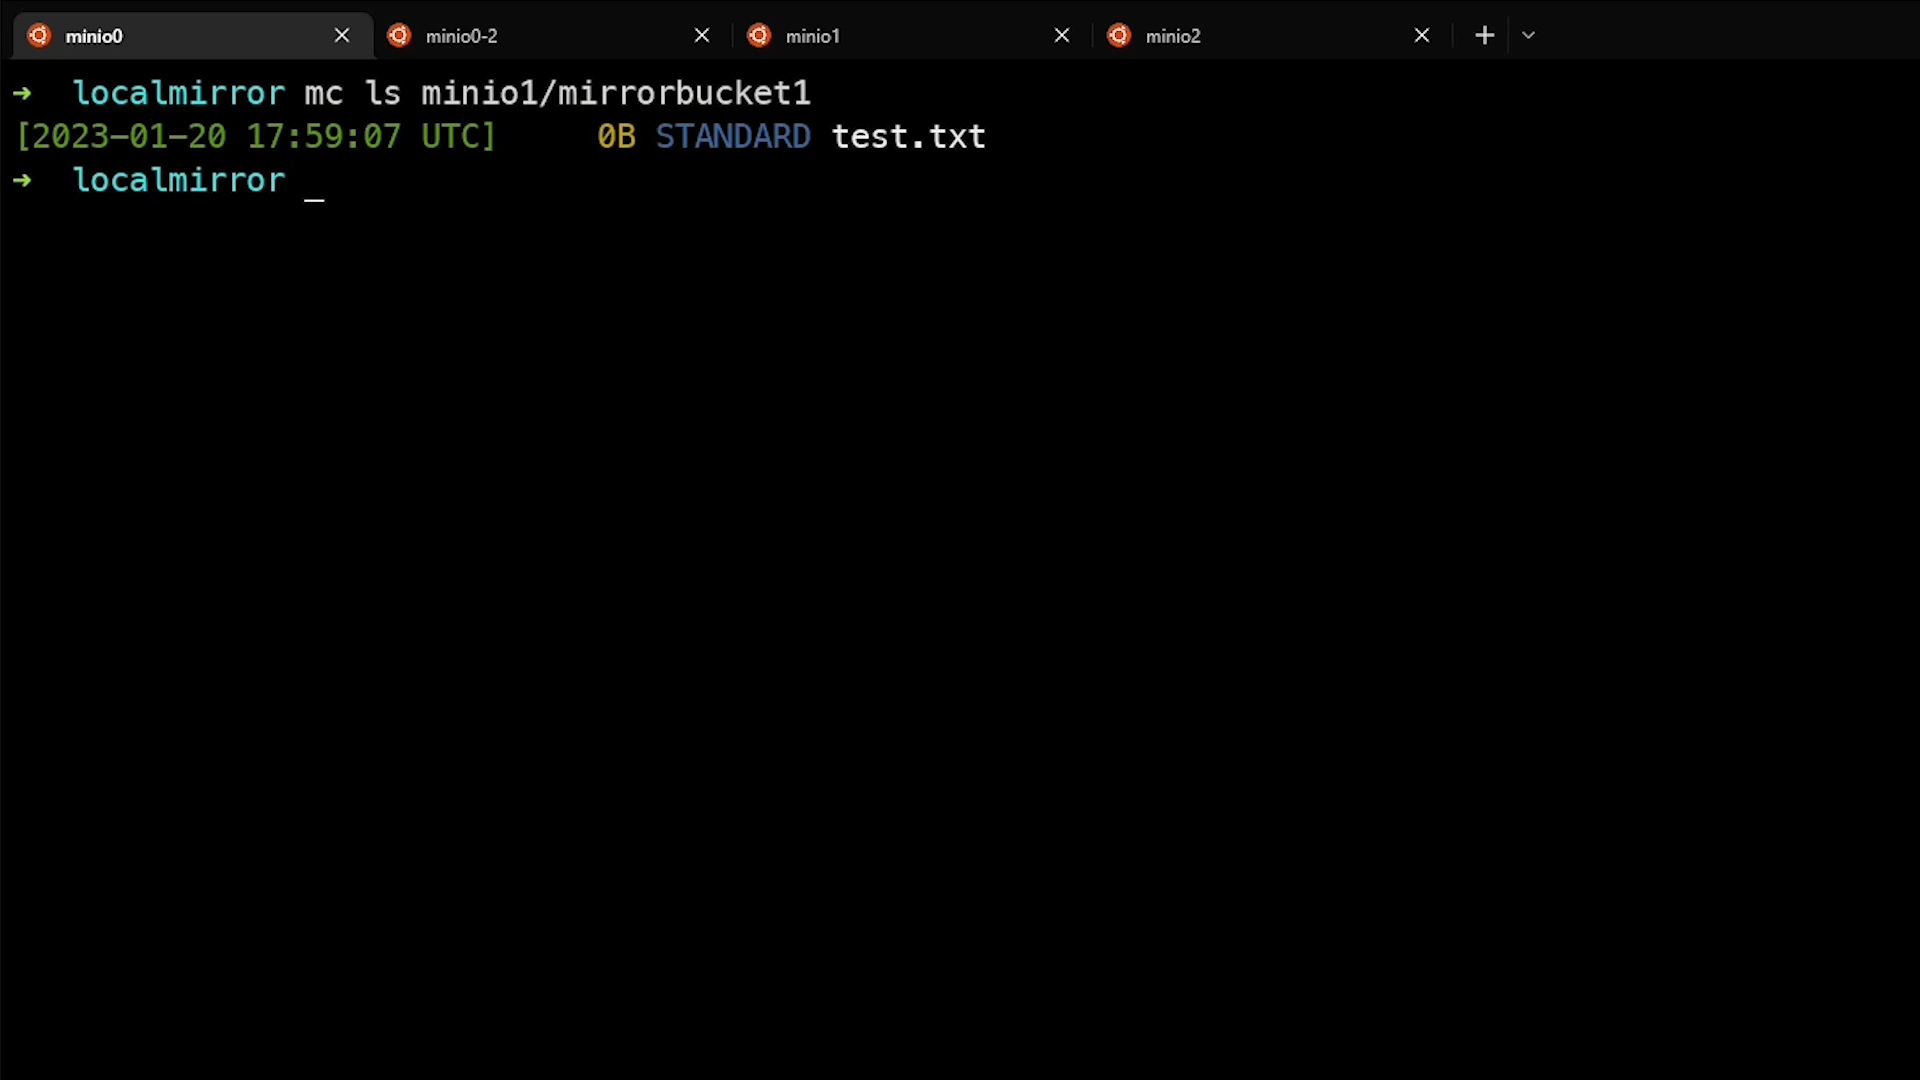 minio0 minio0-2 minio1 minio2
➜ localmirror mc ls minio1/mirrorbucket1
[2023-01-20 17:59:07 UTC]     0B STANDARD test.txt
➜ localmirror _